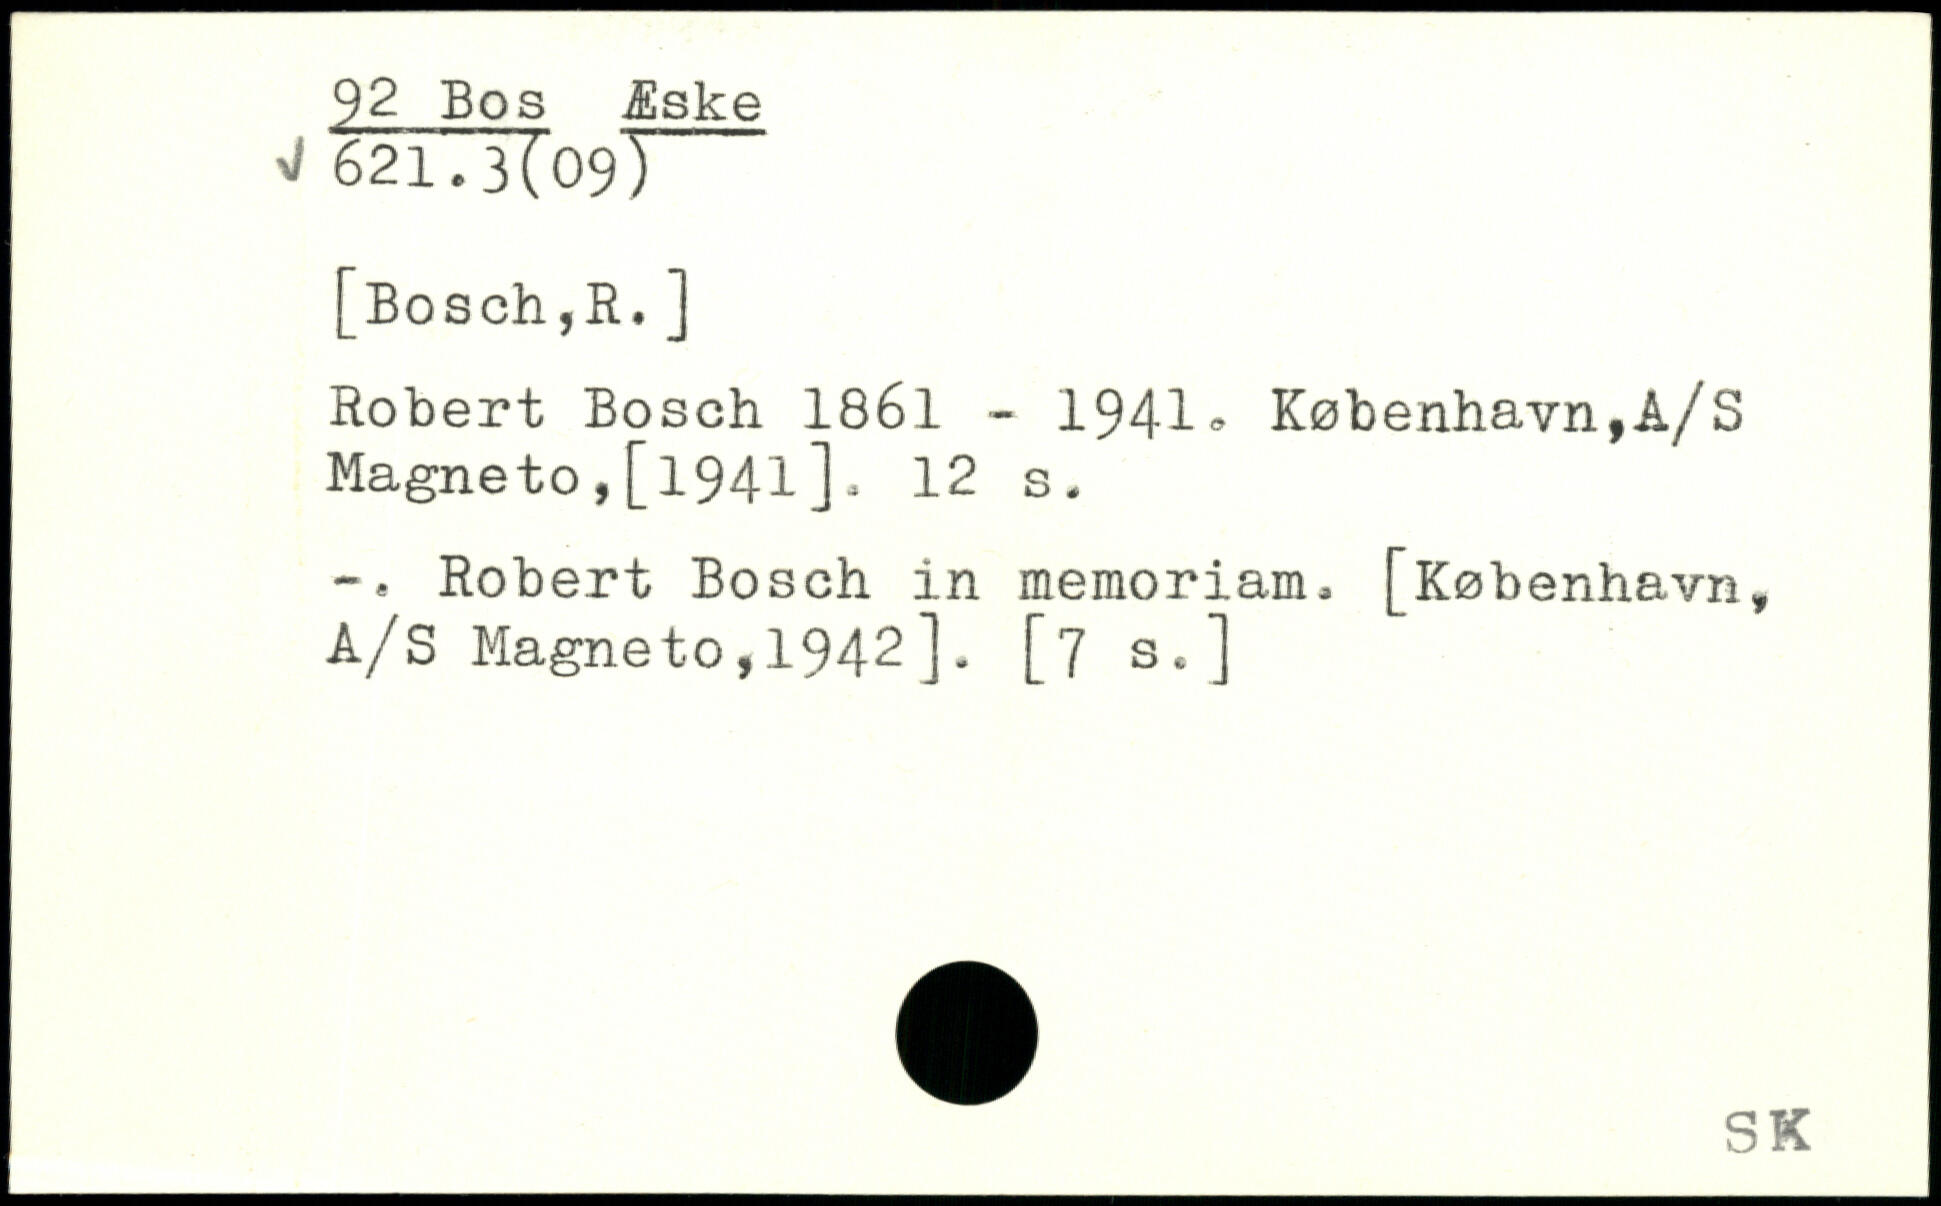 92 Bos Æske
✓ 621.3(09)
[Bosch,R.]
Robert Bosch 1861 - 1941. København,A/S
Magneto,[1941]. 12 s.
-. Robert Bosch in memoriam. [København,
A/S Magneto,1942]. [7 s.]
SK